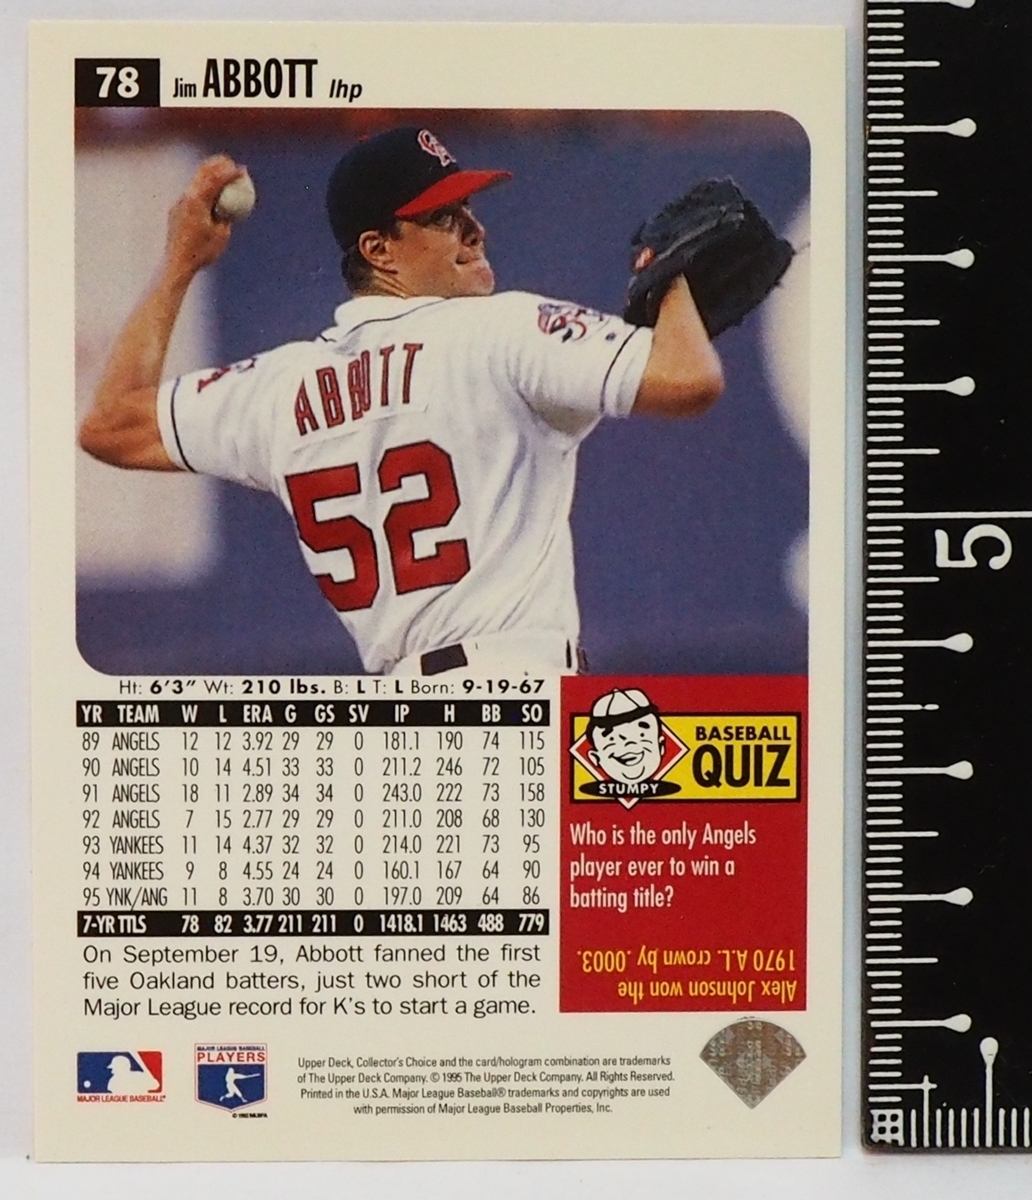 78 Jim ABBOTT lhp
ABBOTT
52
Ht: 6'3" Wt: 210 lbs. B: L T: L Born: 9-19-67
YR TEAM W L ERA G GS SV IP H BB SO
89 ANGELS 12 12 3.92 29 29 0 181.1 190 74 115
90 ANGELS 10 14 4.51 33 33 0 211.2 246 72 105
91 ANGELS 18 11 2.89 34 34 0 243.0 222 73 158
92 ANGELS 7 15 2.77 29 29 0 211.0 208 68 130
93 YANKEES 11 14 4.37 32 32 0 214.0 221 73 95
94 YANKEES 9 8 4.55 24 24 0 160.1 167 64 90
95 YNK/ANG 11 8 3.70 30 30 0 197.0 209 64 86
7-YR TTLS 78 82 3.77 211 211 0 1418.1 1463 488 779
On September 19, Abbott fanned the first
five Oakland batters, just two short of the
Major League record for K's to start a game.
STUMPY
BASEBALL
QUIZ
Who is the only Angels
player ever to win a
batting title?
Alex Johnson won the
1970 A.L. crown by .0003.
MAJOR LEAGUE BASEBALL
MAJOR LEAGUE BASEBALL
PLAYERS
Upper Deck, Collector's Choice and the card/hologram combination are trademarks
of The Upper Deck Company. © 1995 The Upper Deck Company. All Rights Reserved.
Printed in the U.S.A. Major League Baseball® trademarks and copyrights are used
with permission of Major League Baseball Properties, Inc.
5